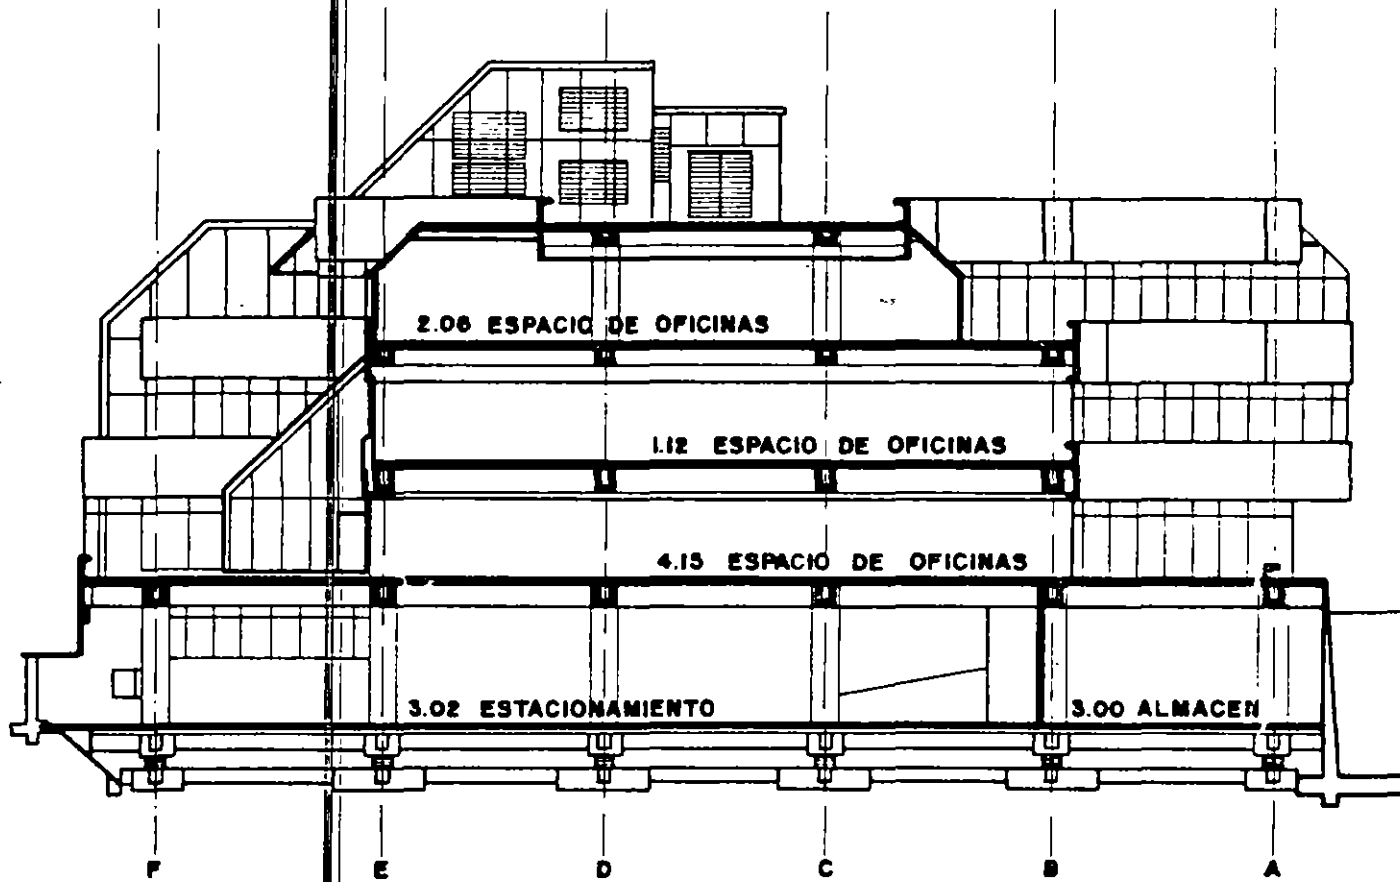 2.06 ESPACIO DE OFICINAS
1.12 ESPACIO DE OFICINAS
4.15 ESPACIO DE OFICINAS
3.02 ESTACIONAMIENTO
3.00 ALMACEN
F E D C B A